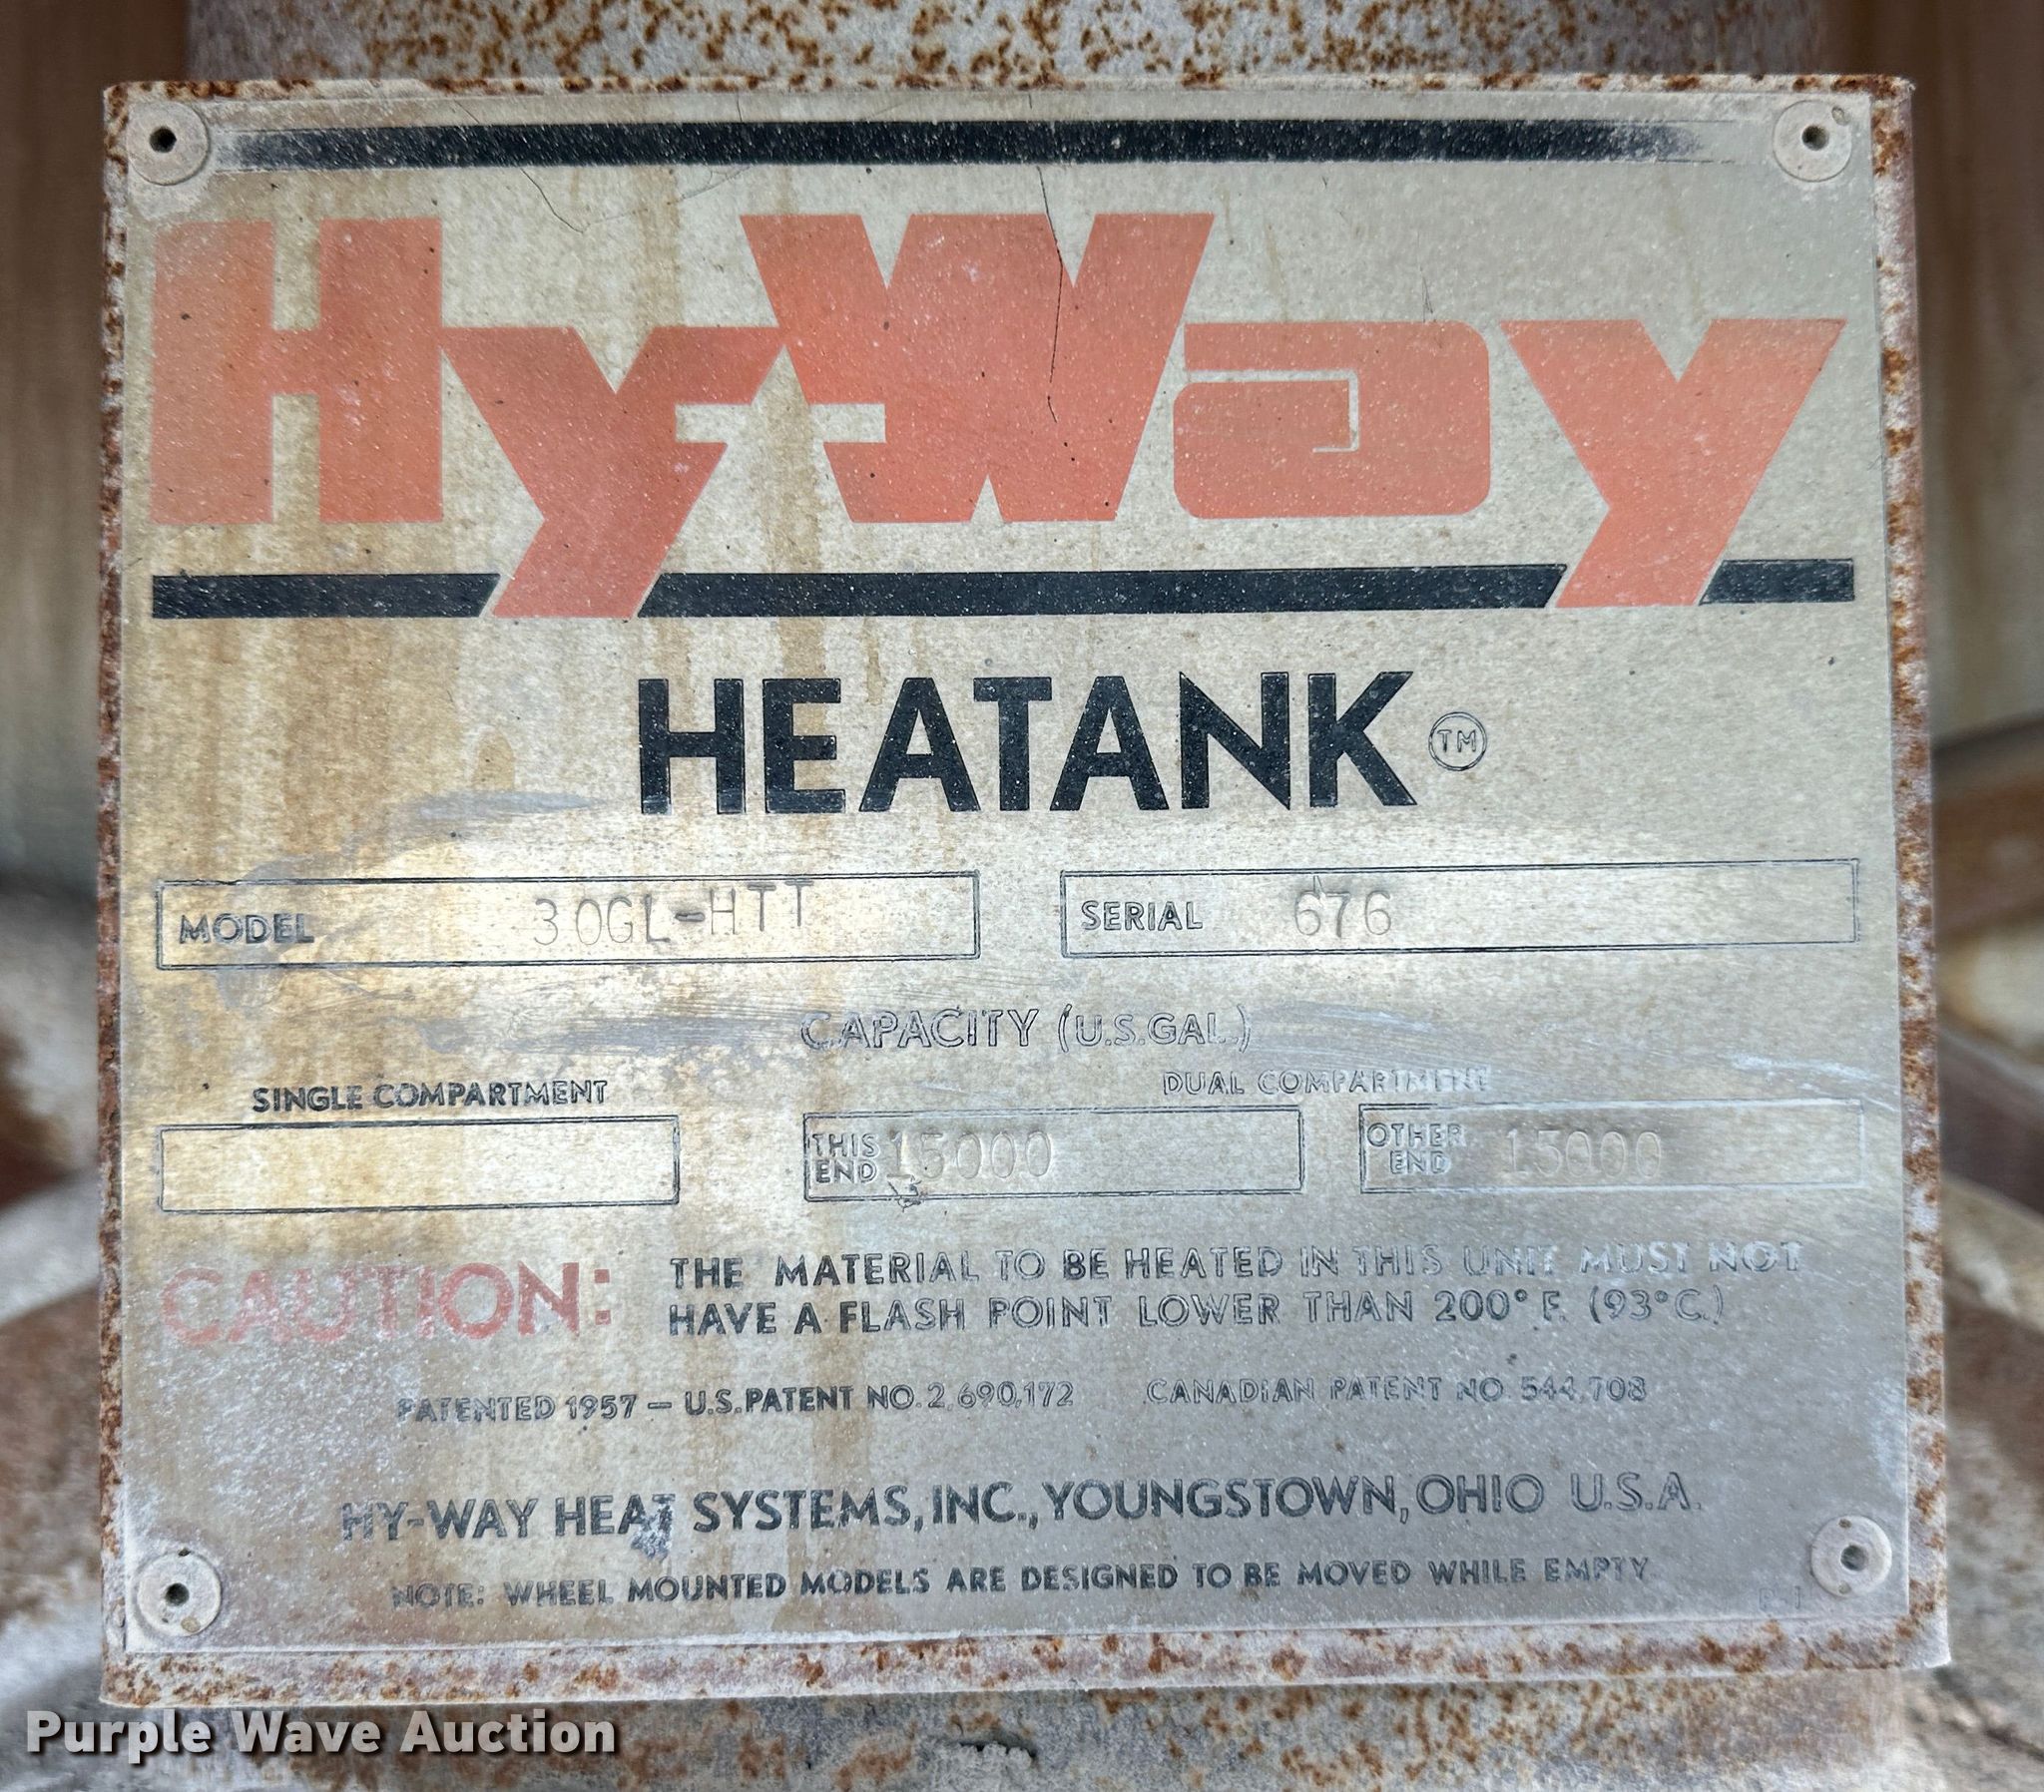 Hy-Way
HEATANK TM
MODEL 30GL-HTT SERIAL 676
CAPACITY (U.S.GAL.)
SINGLE COMPARTMENT DUAL COMPARTMENT
THIS END 15000 OTHER END 15000
CAUTION: THE MATERIAL TO BE HEATED IN THIS UNIT MUST NOT
HAVE A FLASH POINT LOWER THAN 200° F. (93°C.)
PATENTED 1957 – U.S.PATENT NO. 2,690,172 CANADIAN PATENT NO 544,708
HY-WAY HEAT SYSTEMS, INC., YOUNGSTOWN, OHIO U.S.A.
NOTE: WHEEL MOUNTED MODELS ARE DESIGNED TO BE MOVED WHILE EMPTY
Purple Wave Auction